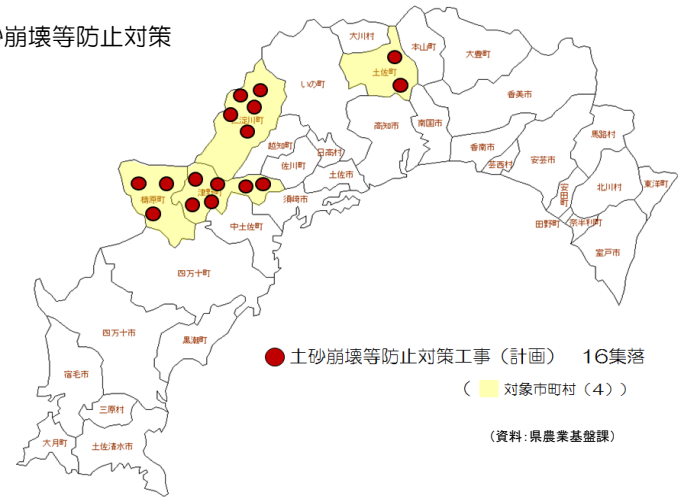 崩壊等防止対策
大川村
本山町
大豊町
土佐町
いの町
香美市
仁淀川町
高知市
南国市
馬路村
越知町
日高村
香南市
芸西村
安芸市
佐川町
土佐市
安田町
北川村
東洋町
梼原町
津野町
須崎市
田野町
奈半利町
中土佐町
室戸市
四万十町
四万十市
黒潮町
宿毛市
三原村
大月町
土佐清水市
土砂崩壊等防止対策工事（計画） 16集落
（ 対象市町村（4））
（資料：県農業基盤課）